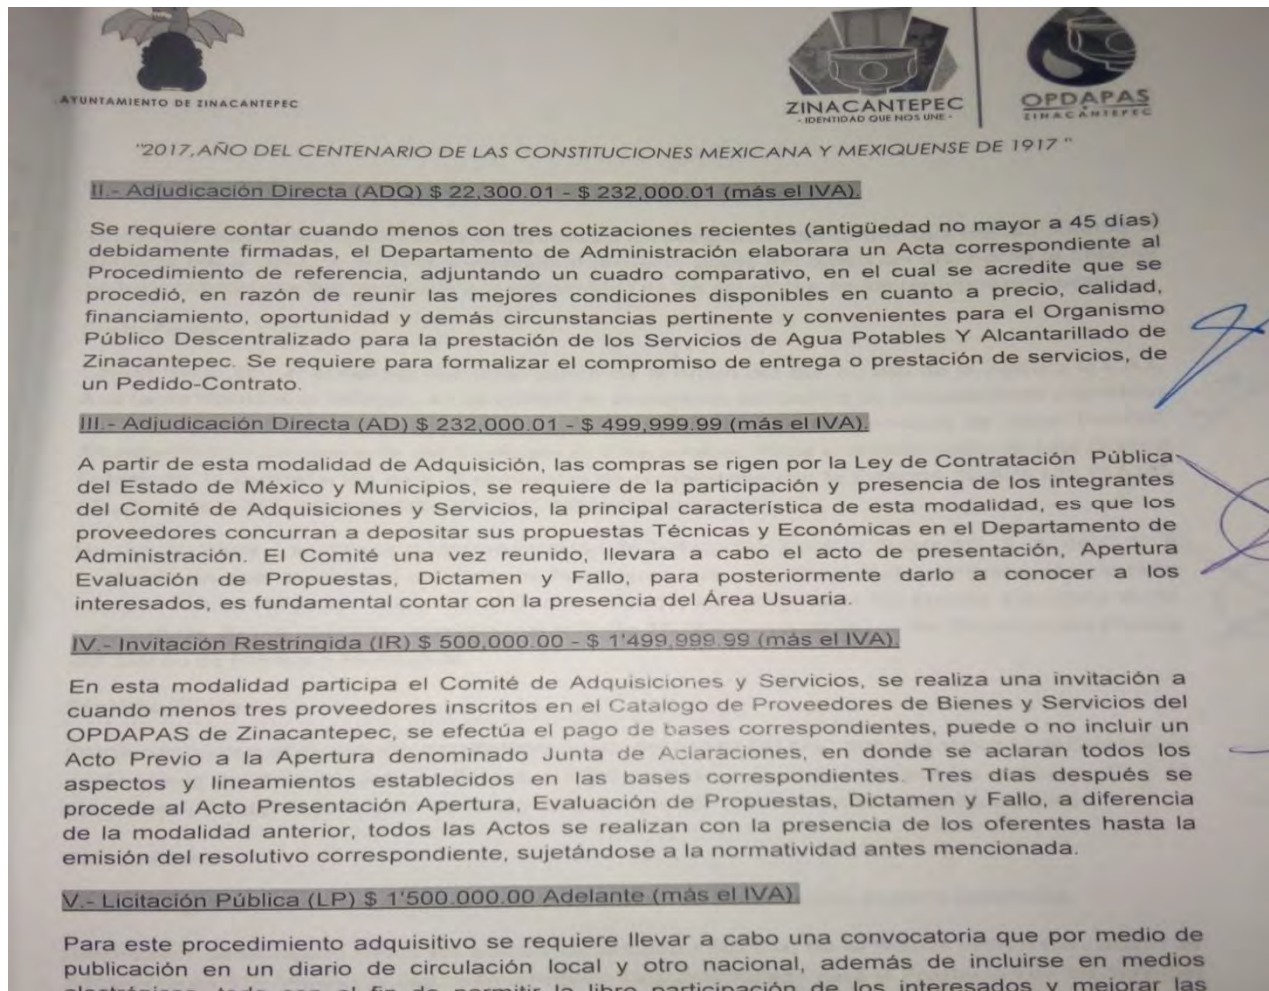 AYUNTAMIENTO DE ZINACANTEPEC
ZINACANTEPEC
- IDENTIDAD QUE NOS UNE -
OPDAPAS
ZINACANTEPEC
"2017, AÑO DEL CENTENARIO DE LAS CONSTITUCIONES MEXICANA Y MEXIQUENSE DE 1917 "
II.- Adjudicación Directa (ADQ) $ 22,300.01 - $ 232,000.01 (más el IVA).
Se requiere contar cuando menos con tres cotizaciones recientes (antigüedad no mayor a 45 días)
debidamente firmadas, el Departamento de Administración elaborara un Acta correspondiente al
Procedimiento de referencia, adjuntando un cuadro comparativo, en el cual se acredite que se
procedió, en razón de reunir las mejores condiciones disponibles en cuanto a precio, calidad,
financiamiento, oportunidad y demás circunstancias pertinente y convenientes para el Organismo
Público Descentralizado para la prestación de los Servicios de Agua Potables Y Alcantarillado de
Zinacantepec. Se requiere para formalizar el compromiso de entrega o prestación de servicios, de
un Pedido-Contrato.
III.- Adjudicación Directa (AD) $ 232,000.01 - $ 499,999.99 (más el IVA).
A partir de esta modalidad de Adquisición, las compras se rigen por la Ley de Contratación Pública
del Estado de México y Municipios, se requiere de la participación y presencia de los integrantes
del Comité de Adquisiciones y Servicios, la principal característica de esta modalidad, es que los
proveedores concurran a depositar sus propuestas Técnicas y Económicas en el Departamento de
Administración. El Comité una vez reunido, llevara a cabo el acto de presentación, Apertura
Evaluación de Propuestas, Dictamen y Fallo, para posteriormente darlo a conocer a los
interesados, es fundamental contar con la presencia del Área Usuaria.
IV.- Invitación Restringida (IR) $ 500,000.00 - $ 1'499,999.99 (más el IVA).
En esta modalidad participa el Comité de Adquisiciones y Servicios, se realiza una invitación a
cuando menos tres proveedores inscritos en el Catalogo de Proveedores de Bienes y Servicios del
OPDAPAS de Zinacantepec, se efectúa el pago de bases correspondientes, puede o no incluir un
Acto Previo a la Apertura denominado Junta de Aclaraciones, en donde se aclaran todos los
aspectos y lineamientos establecidos en las bases correspondientes. Tres días después se
procede al Acto Presentación Apertura, Evaluación de Propuestas, Dictamen y Fallo, a diferencia
de la modalidad anterior, todos las Actos se realizan con la presencia de los oferentes hasta la
emisión del resolutivo correspondiente, sujetándose a la normatividad antes mencionada.
V.- Licitación Pública (LP) $ 1'500.000.00 Adelante (más el IVA).
Para este procedimiento adquisitivo se requiere llevar a cabo una convocatoria que por medio de
publicación en un diario de circulación local y otro nacional, además de incluirse en medios
electrónicos, todo con el fin de permitir la libre participación de los interesados y mejorar las